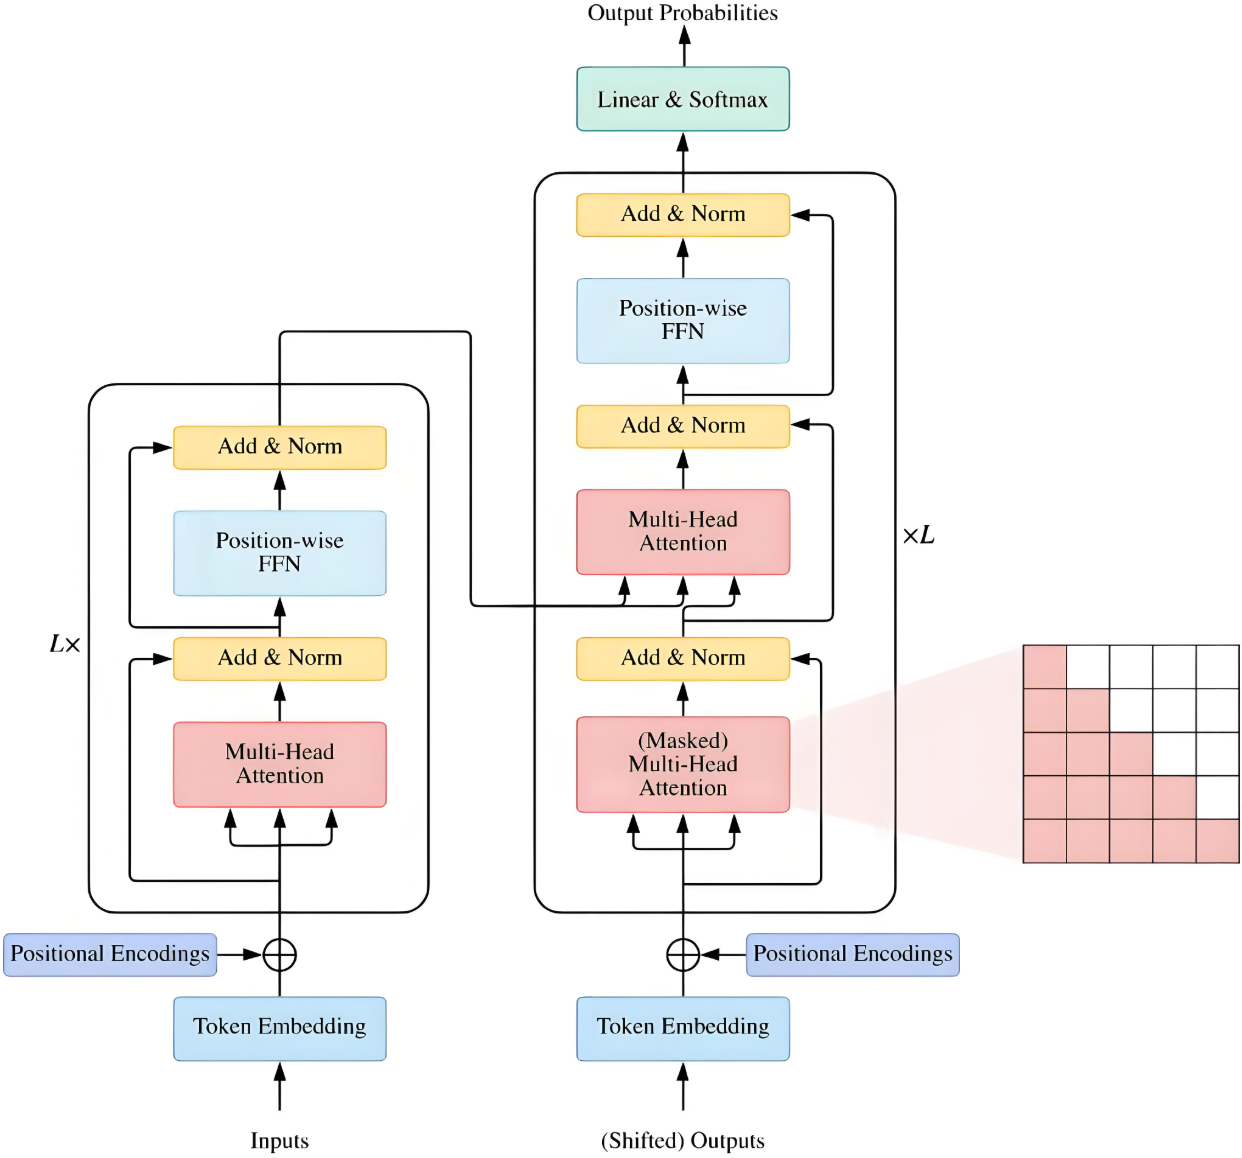 Output Probabilities
Linear & Softmax
Add & Norm
Position-wise
FFN
Add & Norm
Multi-Head
Attention
×L
Add & Norm
(Masked)
Multi-Head
Attention
Positional Encodings
Token Embedding
(Shifted) Outputs
Add & Norm
Position-wise
FFN
L×
Add & Norm
Multi-Head
Attention
Positional Encodings
Token Embedding
Inputs